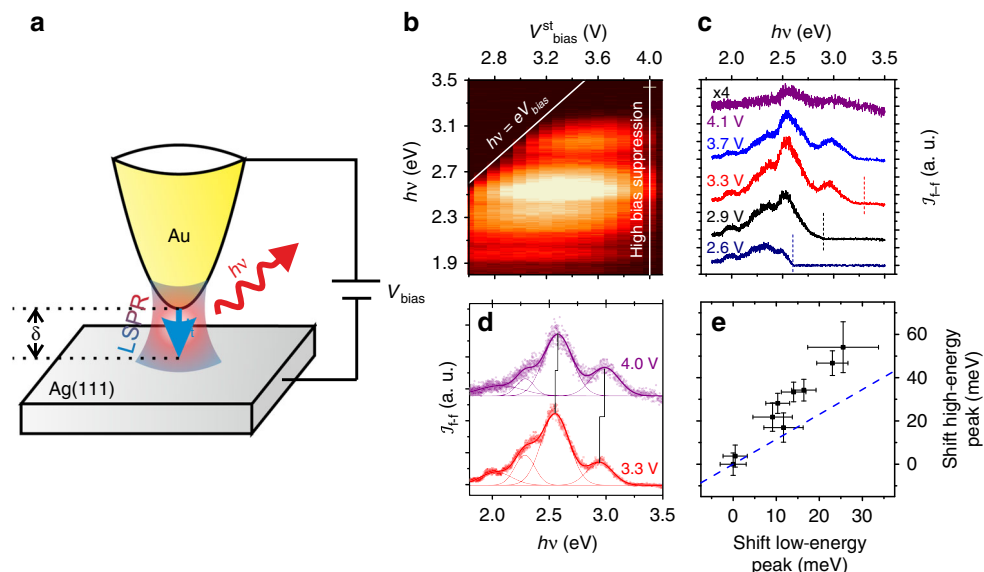 a
Au
hν
LSPR
δ
Ag(111)
V bias
b
V^st_bias (V)
2.8 3.2 3.6 4.0
3.5
3.1
2.7
2.3
1.9
hν (eV)
hν = eV_bias
High bias suppression
c
hν (eV)
2.0 2.5 3.0 3.5
x4
4.1 V
3.7 V
3.3 V
2.9 V
2.6 V
ℐ_f-f (a. u.)
d
4.0 V
3.3 V
ℐ_f-f (a. u.)
2.0 2.5 3.0 3.5
hν (eV)
e
60
40
20
0
Shift high-energy
peak (meV)
0 10 20 30
Shift low-energy
peak (meV)